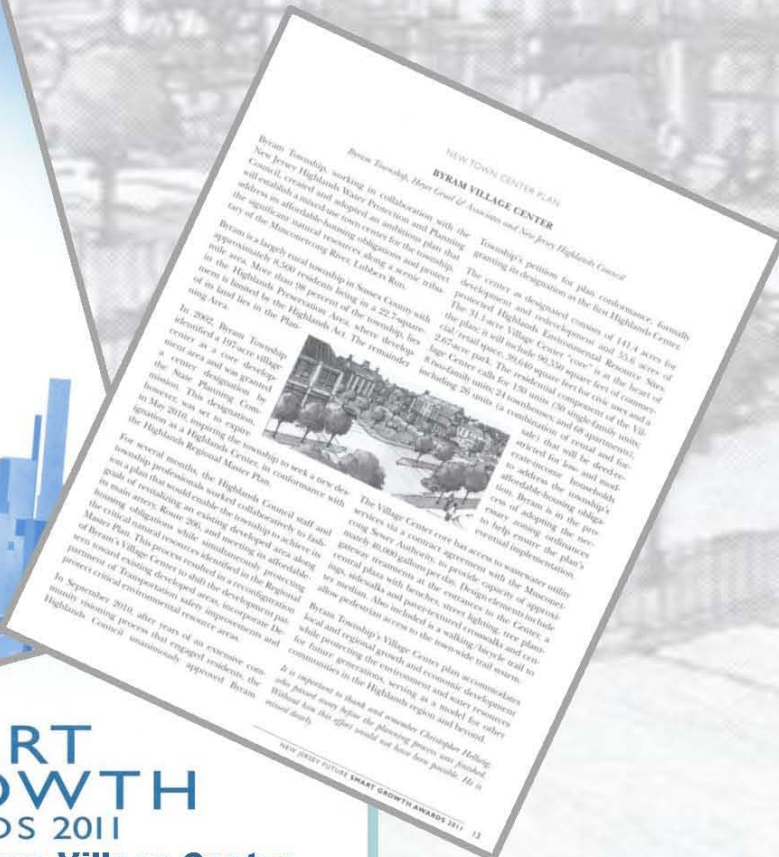 NEW TOWN CENTER PLAN
BYRAM VILLAGE CENTER
Byram Township, Heyer Gruel & Associates and New Jersey Highlands Council
Byram Township, working in collaboration with the
New Jersey Highlands Water Protection and Planning
Council, created and adopted an ambitious plan that
will establish a mixed-use town center for the township,
address its affordable-housing obligations and protect
the significant natural resources along a scenic tribu-
tary of the Musconetcong River, Lubbers Run.
Byram is a largely rural township in Sussex County with
approximately 8,500 residents living in a 22.7-square-
mile area. More than 98 percent of the township lies
in the Highlands Preservation Area, where develop-
ment is limited by the Highlands Act. The remainder
of its land lies in the Plan-
ning Area.
In 2002, Byram Township
identified a 197-acre village
center as a core develop-
ment area and was granted
a center designation by
the State Planning Com-
mission. This designation,
however, was set to expire
in May 2010, requiring the township to seek a new des-
ignation as a Highlands Center, in conformance with
the Highlands Regional Master Plan.
For several months, the Highlands Council staff and
township professionals worked collaboratively to fash-
ion a plan that would enable the township to achieve its
goals of revitalizing an existing developed area along
its main artery, Route 206, and meeting its affordable-
housing obligations while simultaneously protecting
the critical natural resources identified in the Regional
Master Plan. This process resulted in a reconfiguration
of Byram's Village Center to shift the development pat-
tern toward existing developed areas, incorporate De-
partment of Transportation safety improvements and
protect critical environmental resource areas.
In September 2010, after years of an extensive com-
munity visioning process that engaged residents, the
Highlands Council unanimously approved Byram
Township's petition for plan conformance, formally
granting its designation as the first Highlands Center.
The center as designated consists of 141.4 acres for
development and redevelopment and 55.6 acres of
protected Highlands Environmental Resource Sites.
The 31.1-acre Village Center "core" is at the heart of
the plan; it will include 90,350 square feet of commer-
cial/retail space, 39,640 square feet for civic uses and a
2.67-acre park. The residential component of the Vil-
lage Center calls for 130 units (30 single-family units;
8 two-family units; 24 townhouses; and 68 apartments),
including 26 units (a combination of rental and for-
sale) that will be deed-re-
stricted for low- and mod-
erate-income households
to address the township's
affordable-housing obliga-
tion. Byram is in the pro-
cess of adopting the nec-
essary zoning ordinances
to help ensure the plan's
eventual implementation.
The Village Center core has access to wastewater utility
services via a contract agreement with the Musconet-
cong Sewer Authority, to provide capacity of approxi-
mately 40,000 gallons per day. Design elements include
gateway treatments at the entrances to the Center, a
central plaza with benches, street lighting, tree plant-
ings, sidewalks and paver-textured crosswalks and cen-
ter median. Also included is a walking/bicycle trail to
allow pedestrian access to the town-wide trail system.
Byram Township's Village Center plan accommodates
local and regional growth and economic development
while protecting the environment and water resources
for future generations, serving as a model for other
communities in the Highlands region and beyond.
It is important to thank and remember Christopher Hellwig,
who passed away before the planning process was finished.
Without him this effort would not have been possible. He is
missed dearly.
NEW JERSEY FUTURE SMART GROWTH AWARDS 2011 13
RT
OWTH
DS 2011